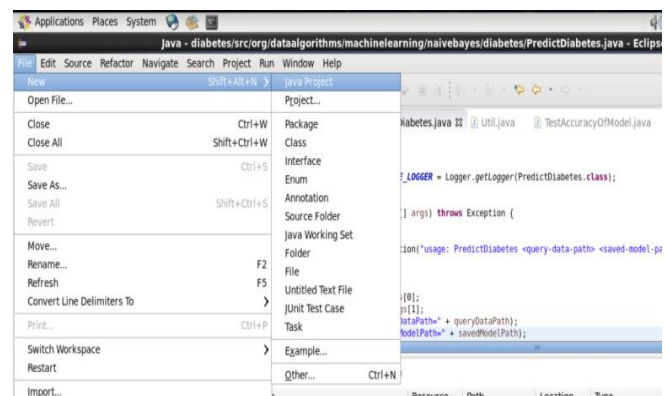 Applications Places System
Java - diabetes/src/org/dataalgorithms/machinelearning/naivebayes/diabetes/PredictDiabetes.java - Eclips
File Edit Source Refactor Navigate Search Project Run Window Help
New Shift+Alt+N >
Open File...
Close Ctrl+W
Close All Shift+Ctrl+W
Save Ctrl+S
Save As...
Save All Shift+Ctrl+S
Revert
Move...
Rename... F2
Refresh F5
Convert Line Delimiters To >
Print... Ctrl+P
Switch Workspace >
Restart
Import...
Java Project
Project...
Package
Class
Interface
Enum
Annotation
Source Folder
Java Working Set
Folder
File
Untitled Text File
JUnit Test Case
Task
Example...
Other... Ctrl+N
iabetes.java Util.java TestAccuracyOfModel.java
E_LOGGER = Logger.getLogger(PredictDiabetes.class);
] args) throws Exception {
ion("usage: PredictDiabetes <query-data-path> <saved-model-pa
s[0];
gs[1];
DataPath=" + queryDataPath);
ModelPath=" + savedModelPath);
Resource Path Location Type